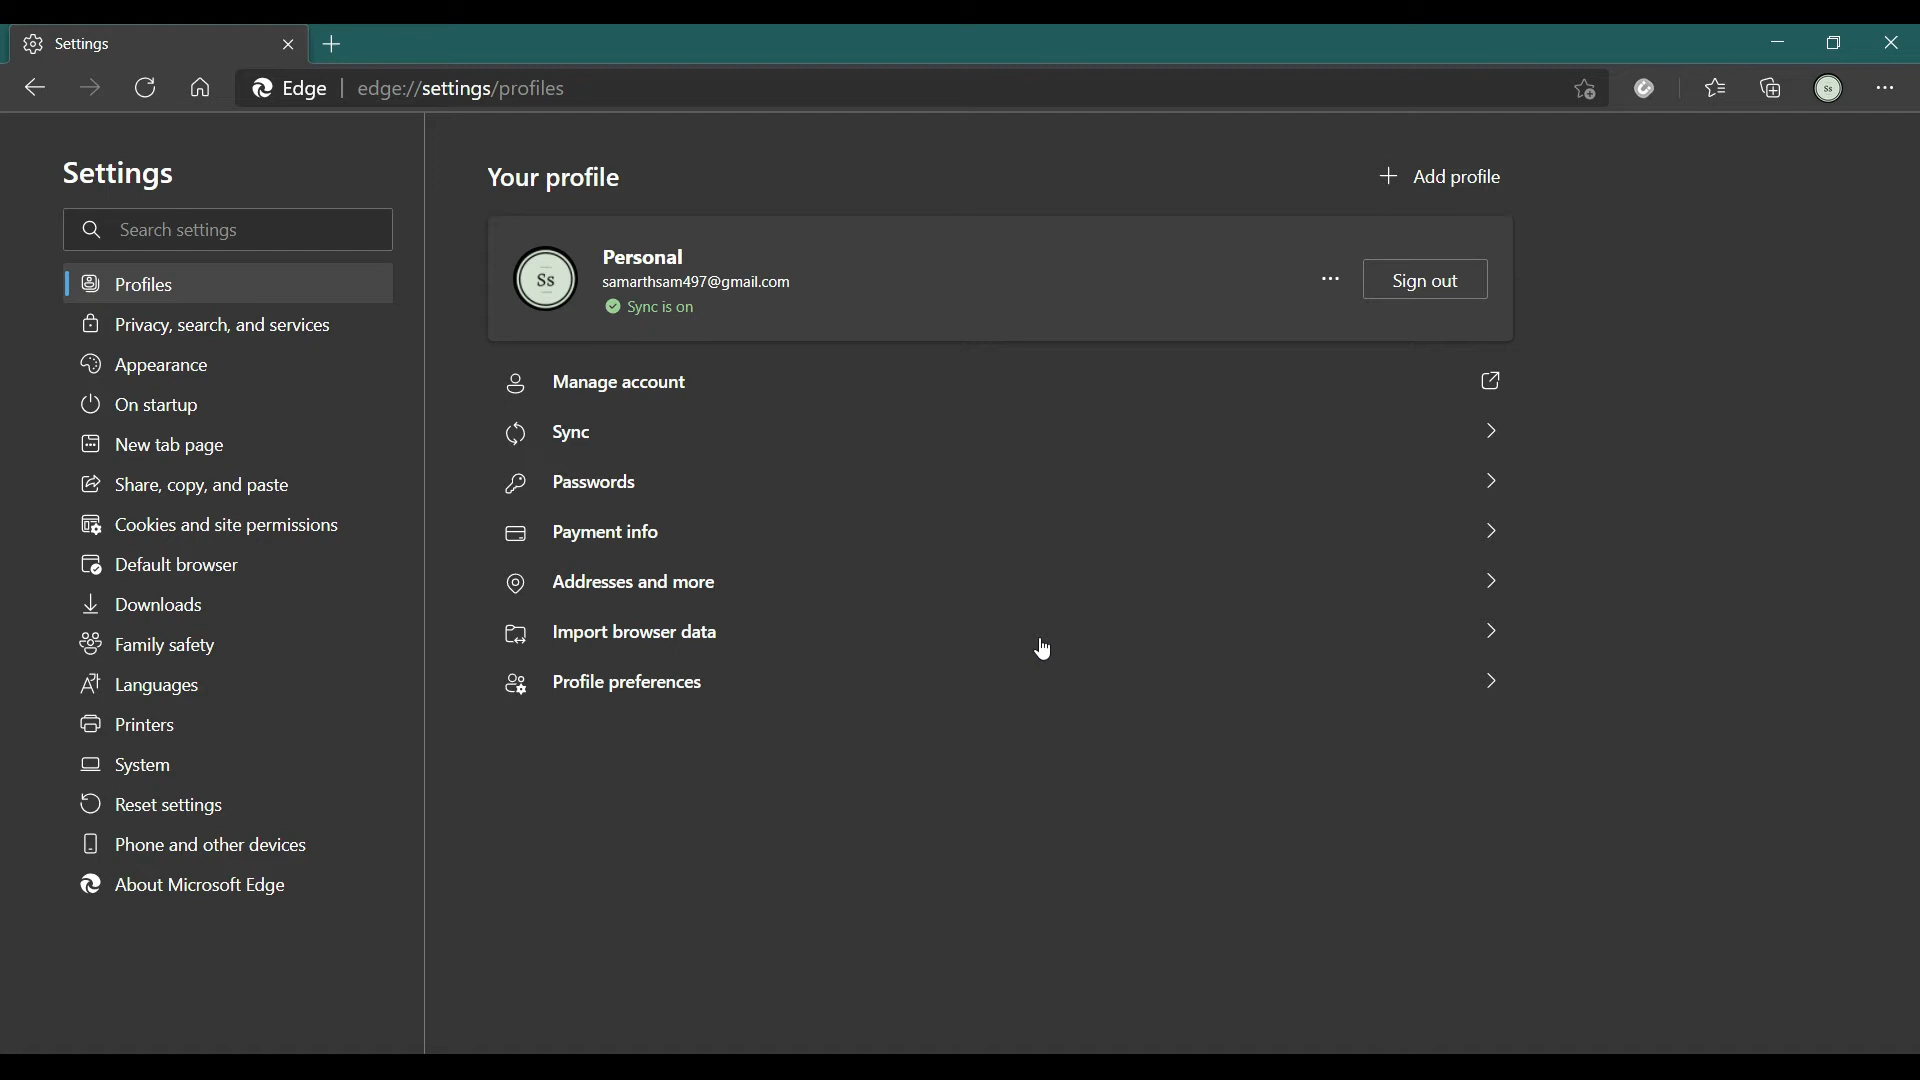 Settings
Edge | edge://settings/profiles
Ss
Settings
Search settings
Profiles
Privacy, search, and services
Appearance
On startup
New tab page
Share, copy, and paste
Cookies and site permissions
Default browser
Downloads
Family safety
Languages
Printers
System
Reset settings
Phone and other devices
About Microsoft Edge
Your profile
Add profile
Ss
Personal
samarthsam497@gmail.com
Sync is on
Sign out
Manage account
Sync
Passwords
Payment info
Addresses and more
Import browser data
Profile preferences